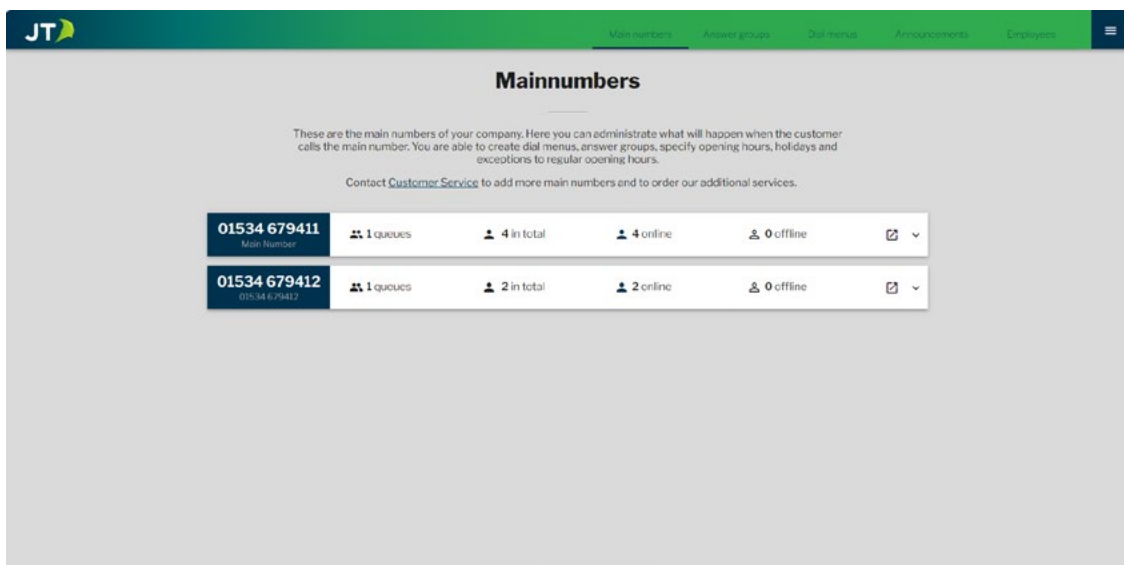 JT
Main numbers Answer groups Dial menus Announcements Employees
Mainnumbers
These are the main numbers of your company. Here you can administrate what will happen when the customer
calls the main number. You are able to create dial menus, answer groups, specify opening hours, holidays and
exceptions to regular opening hours.
Contact Customer Service to add more main numbers and to order our additional services.
01534 679411 1 queues 4 in total 4 online 0 offline
Main Number
01534 679412 1 queues 2 in total 2 online 0 offline
01534 679412